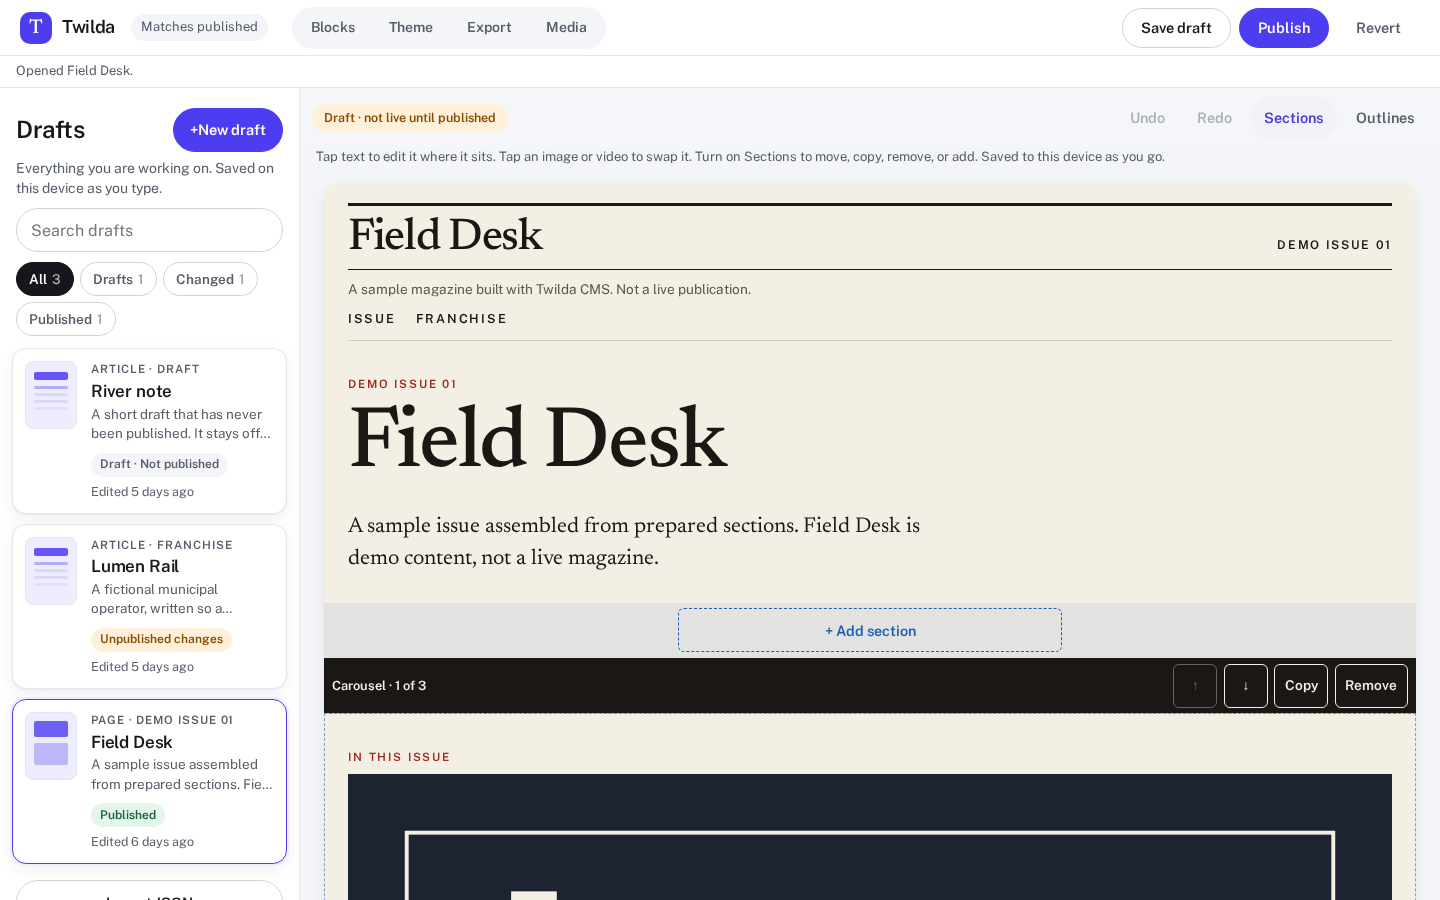 T Twilda Matches published Blocks Theme Export Media Save draft Publish Revert
Opened Field Desk.
Drafts +New draft
Everything you are working on. Saved on
this device as you type.
Search drafts
All 3 Drafts 1 Changed 1
Published 1
ARTICLE · DRAFT
River note
A short draft that has never
been published. It stays off…
Draft · Not published
Edited 5 days ago
ARTICLE · FRANCHISE
Lumen Rail
A fictional municipal
operator, written so a…
Unpublished changes
Edited 5 days ago
PAGE · DEMO ISSUE 01
Field Desk
A sample issue assembled
from prepared sections. Fie…
Published
Edited 6 days ago
Draft · not live until published Undo Redo Sections Outlines
Tap text to edit it where it sits. Tap an image or video to swap it. Turn on Sections to move, copy, remove, or add. Saved to this device as you go.
Field Desk DEMO ISSUE 01
A sample magazine built with Twilda CMS. Not a live publication.
ISSUE FRANCHISE
DEMO ISSUE 01
Field Desk
A sample issue assembled from prepared sections. Field Desk is
demo content, not a live magazine.
+ Add section
Carousel · 1 of 3 ↑ ↓ Copy Remove
IN THIS ISSUE